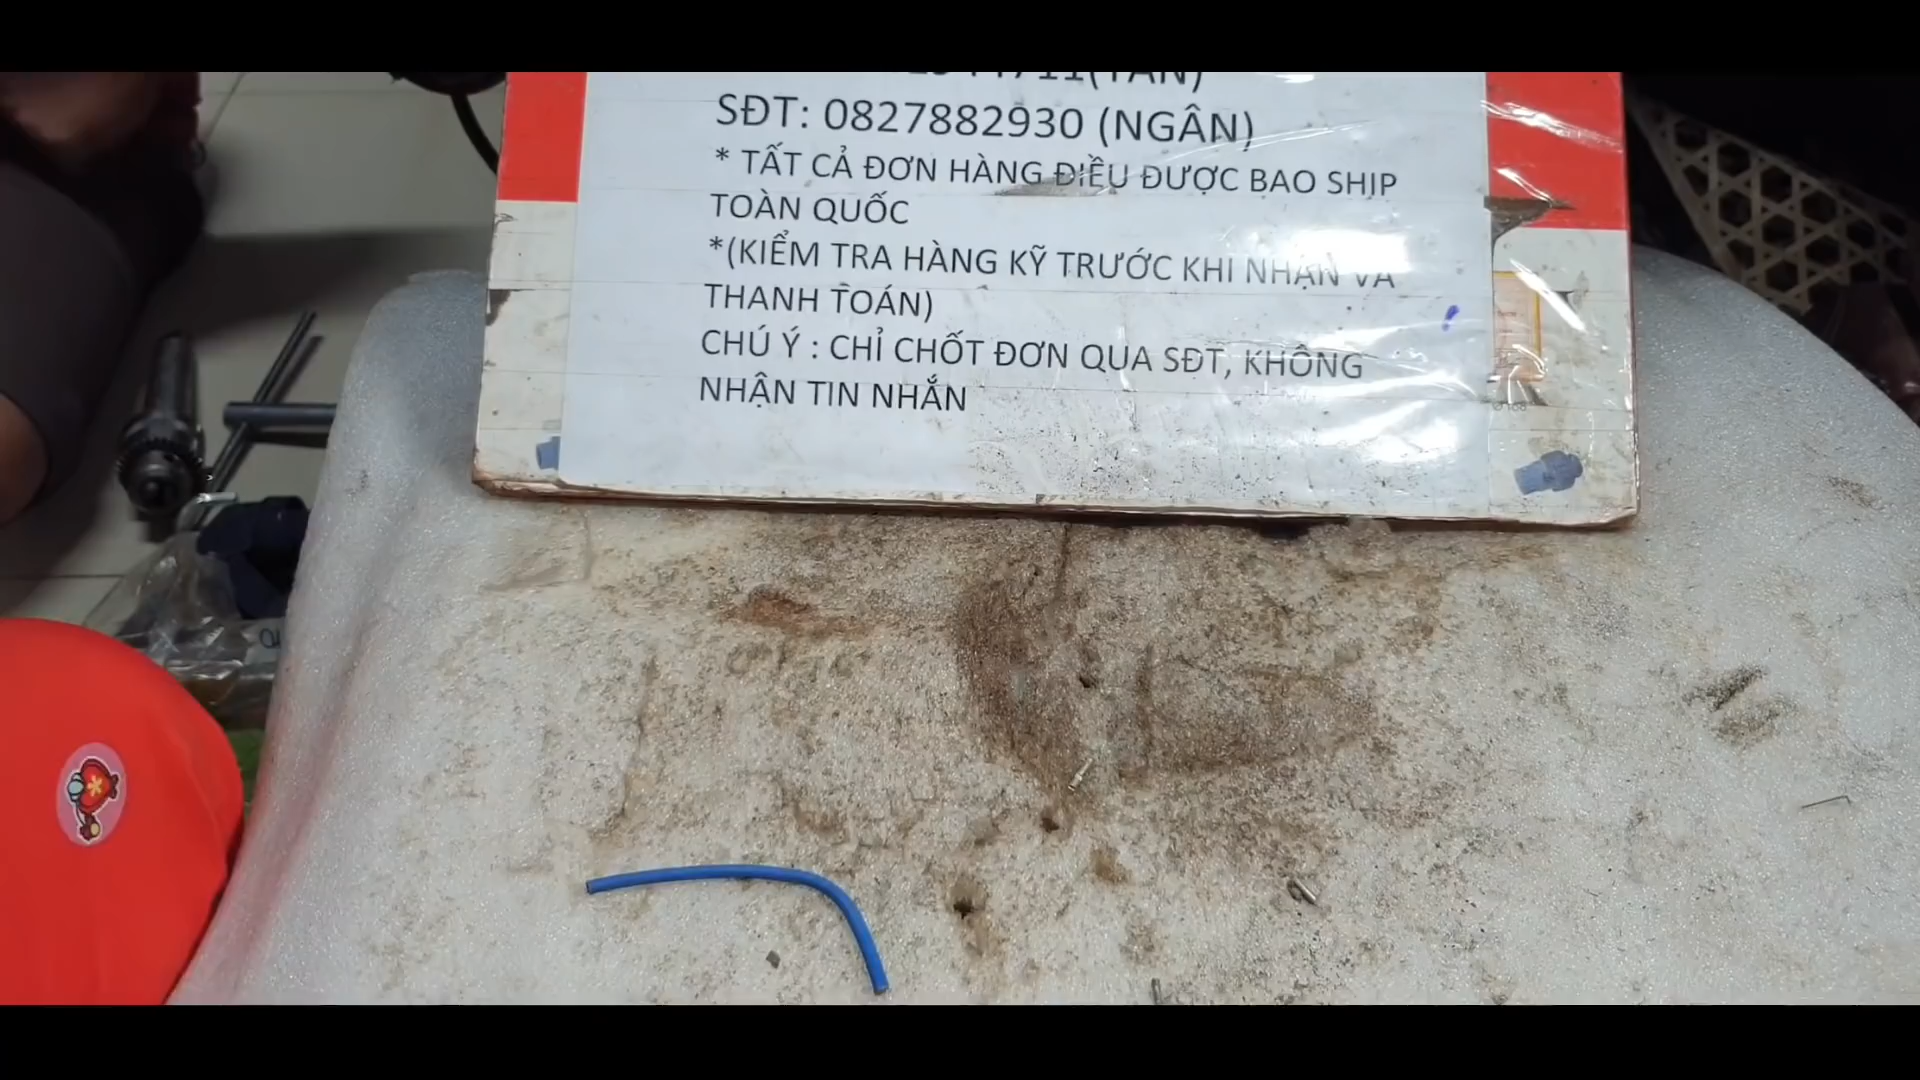 (TÂN)
SĐT: 0827882930 (NGÂN)
* TẤT CẢ ĐƠN HÀNG ĐIỀU ĐƯỢC BAO SHIP
TOÀN QUỐC
*(KIỂM TRA HÀNG KỸ TRƯỚC KHI NHẬN VÀ
THANH TOÁN)
CHÚ Ý : CHỈ CHỐT ĐƠN QUA SĐT, KHÔNG
NHẬN TIN NHẮN